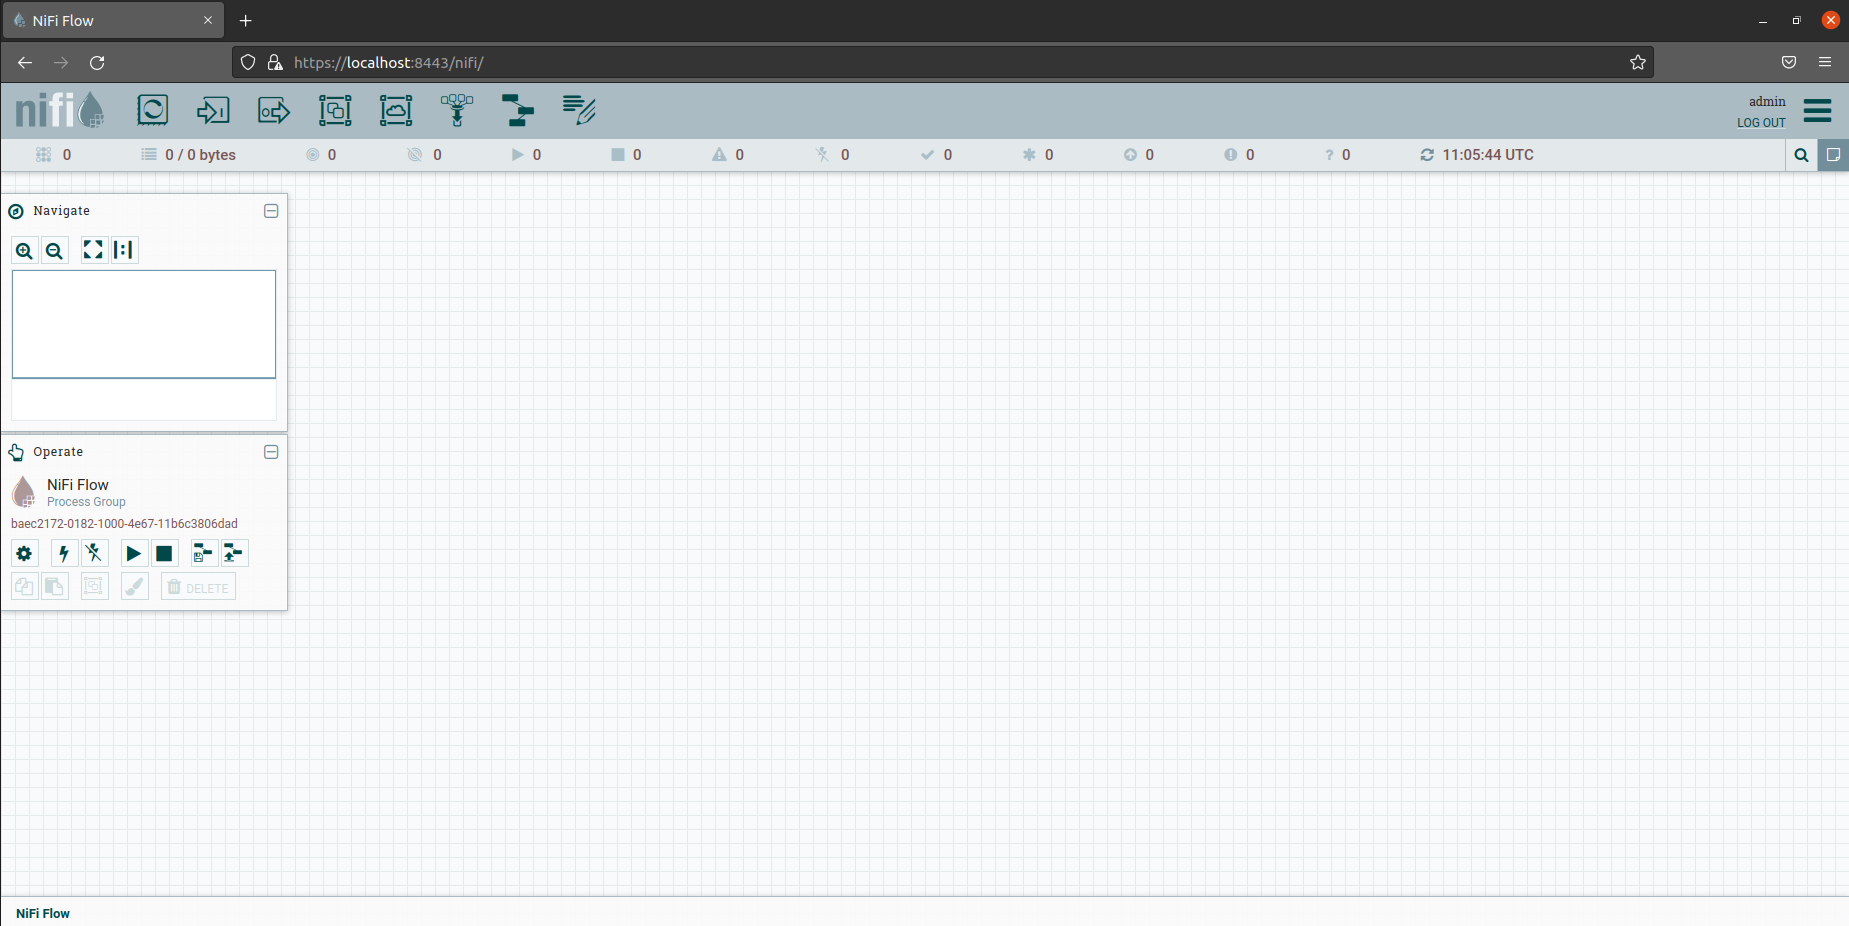 NiFi Flow
https://localhost:8443/nifi/
nifi
admin
LOG OUT
0
0 / 0 bytes
0
0
0
0
0
0
0
0
0
0
0
11:05:44 UTC
Navigate
Operate
NiFi Flow
Process Group
baec2172-0182-1000-4e67-11b6c3806dad
DELETE
NiFi Flow